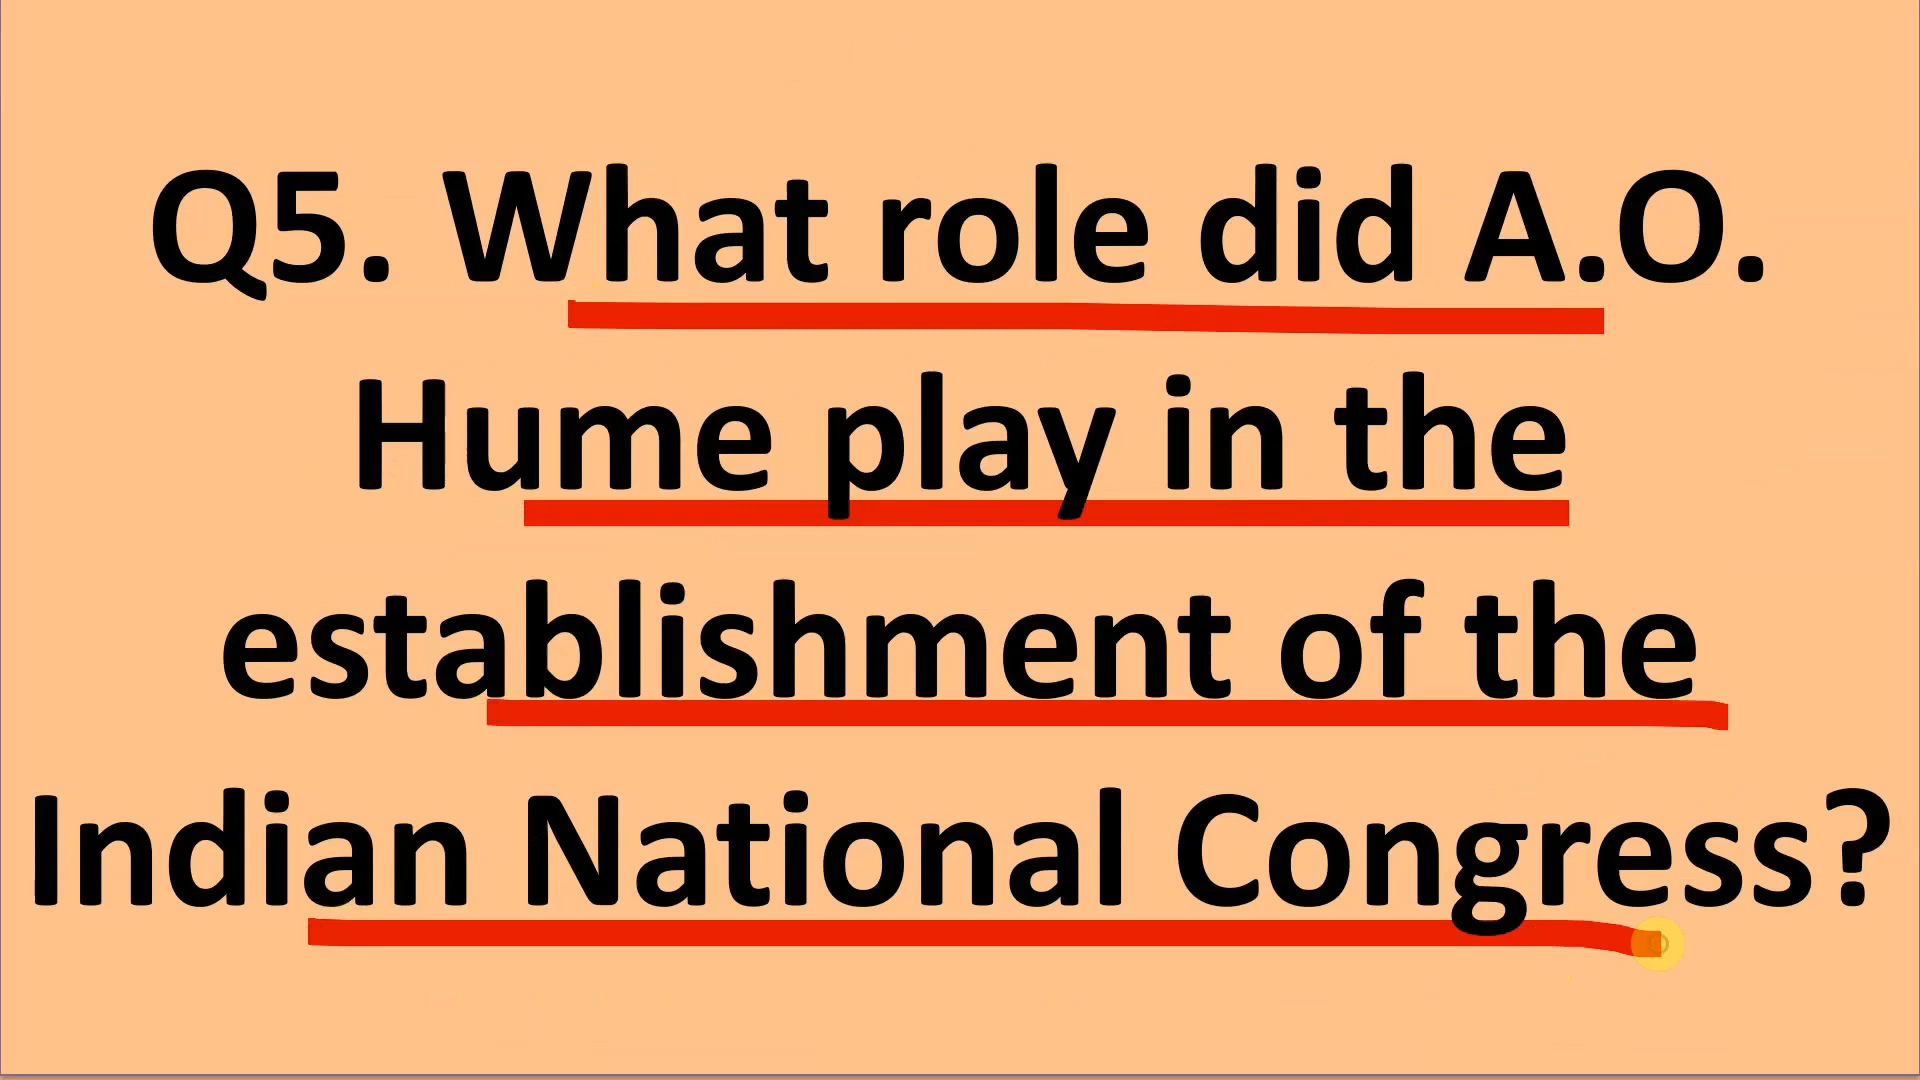 Q5. What role did A.O.
Hume play in the
establishment of the
Indian National Congress?